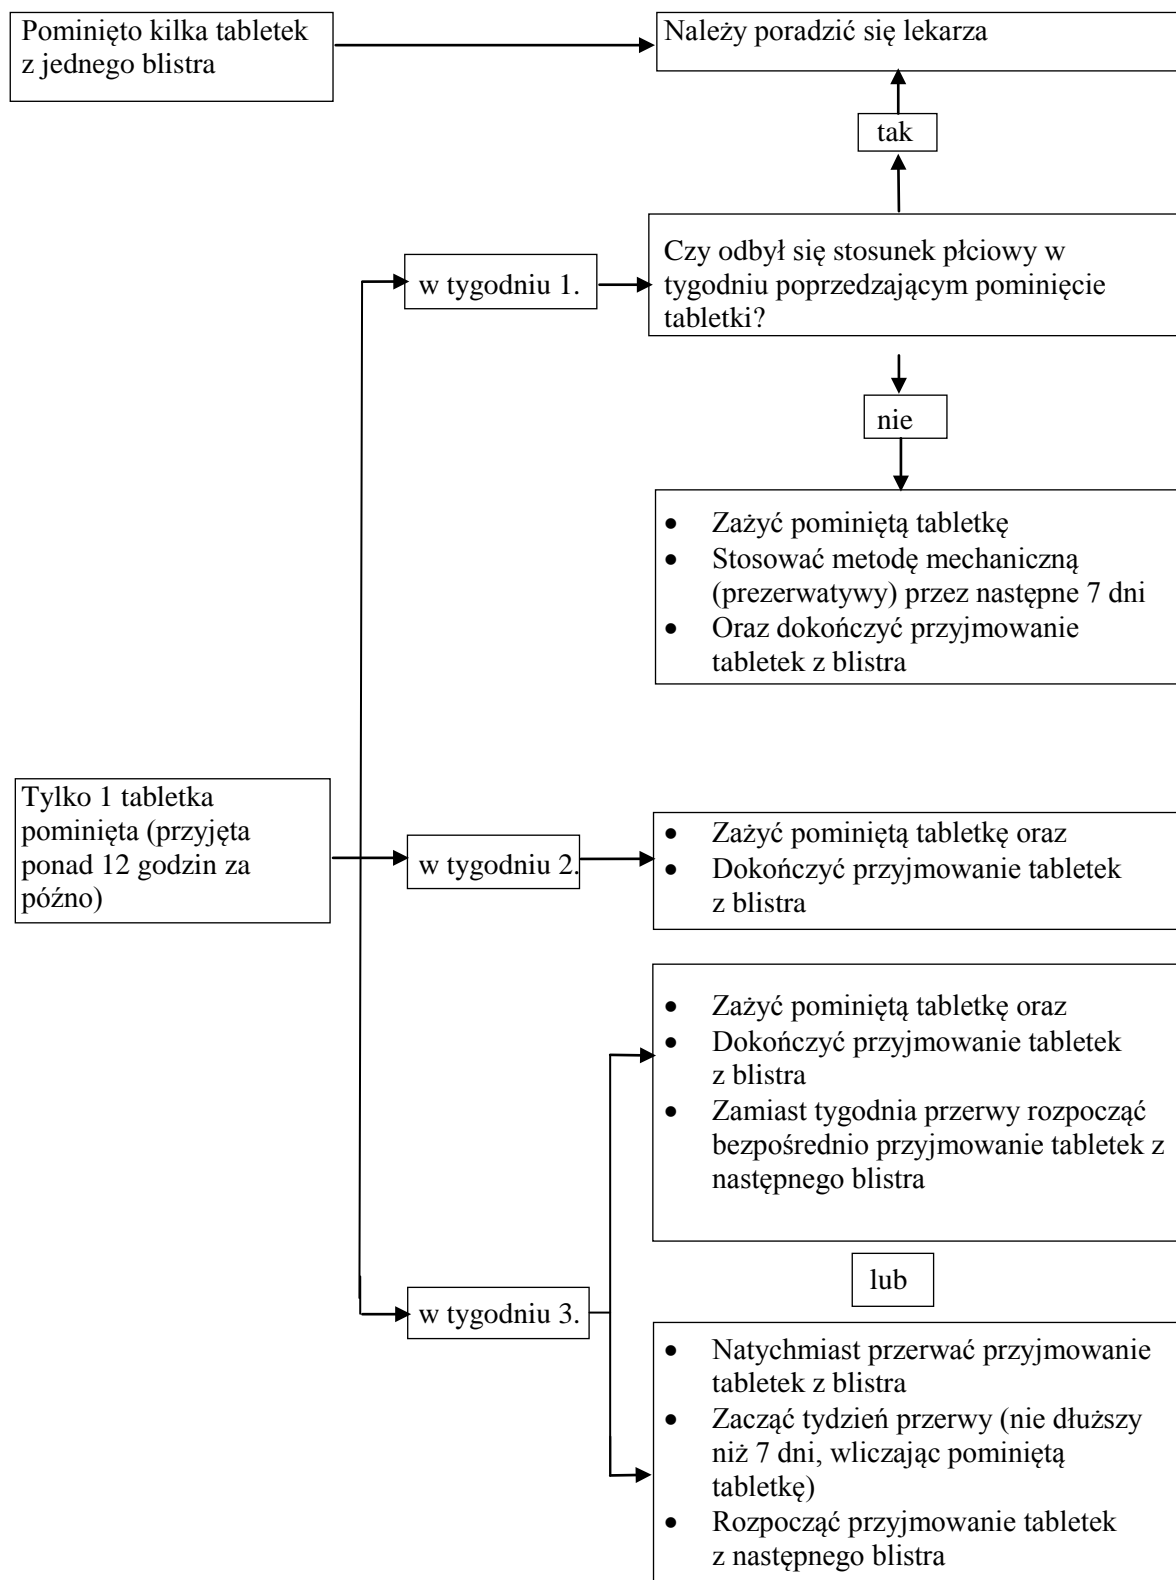 Pominięto kilka tabletek
z jednego blistra
Należy poradzić się lekarza
tak
w tygodniu 1.
Czy odbył się stosunek płciowy w
tygodniu poprzedzającym pominięcie
tabletki?
nie
• Zażyć pominiętą tabletkę
• Stosować metodę mechaniczną
(prezerwatywy) przez następne 7 dni
• Oraz dokończyć przyjmowanie
tabletek z blistra
Tylko 1 tabletka
pominięta (przyjęta
ponad 12 godzin za
późno)
w tygodniu 2.
• Zażyć pominiętą tabletkę oraz
• Dokończyć przyjmowanie tabletek
z blistra
• Zażyć pominiętą tabletkę oraz
• Dokończyć przyjmowanie tabletek
z blistra
• Zamiast tygodnia przerwy rozpocząć
bezpośrednio przyjmowanie tabletek z
następnego blistra
lub
w tygodniu 3.
• Natychmiast przerwać przyjmowanie
tabletek z blistra
• Zacząć tydzień przerwy (nie dłuższy
niż 7 dni, wliczając pominiętą
tabletkę)
• Rozpocząć przyjmowanie tabletek
z następnego blistra